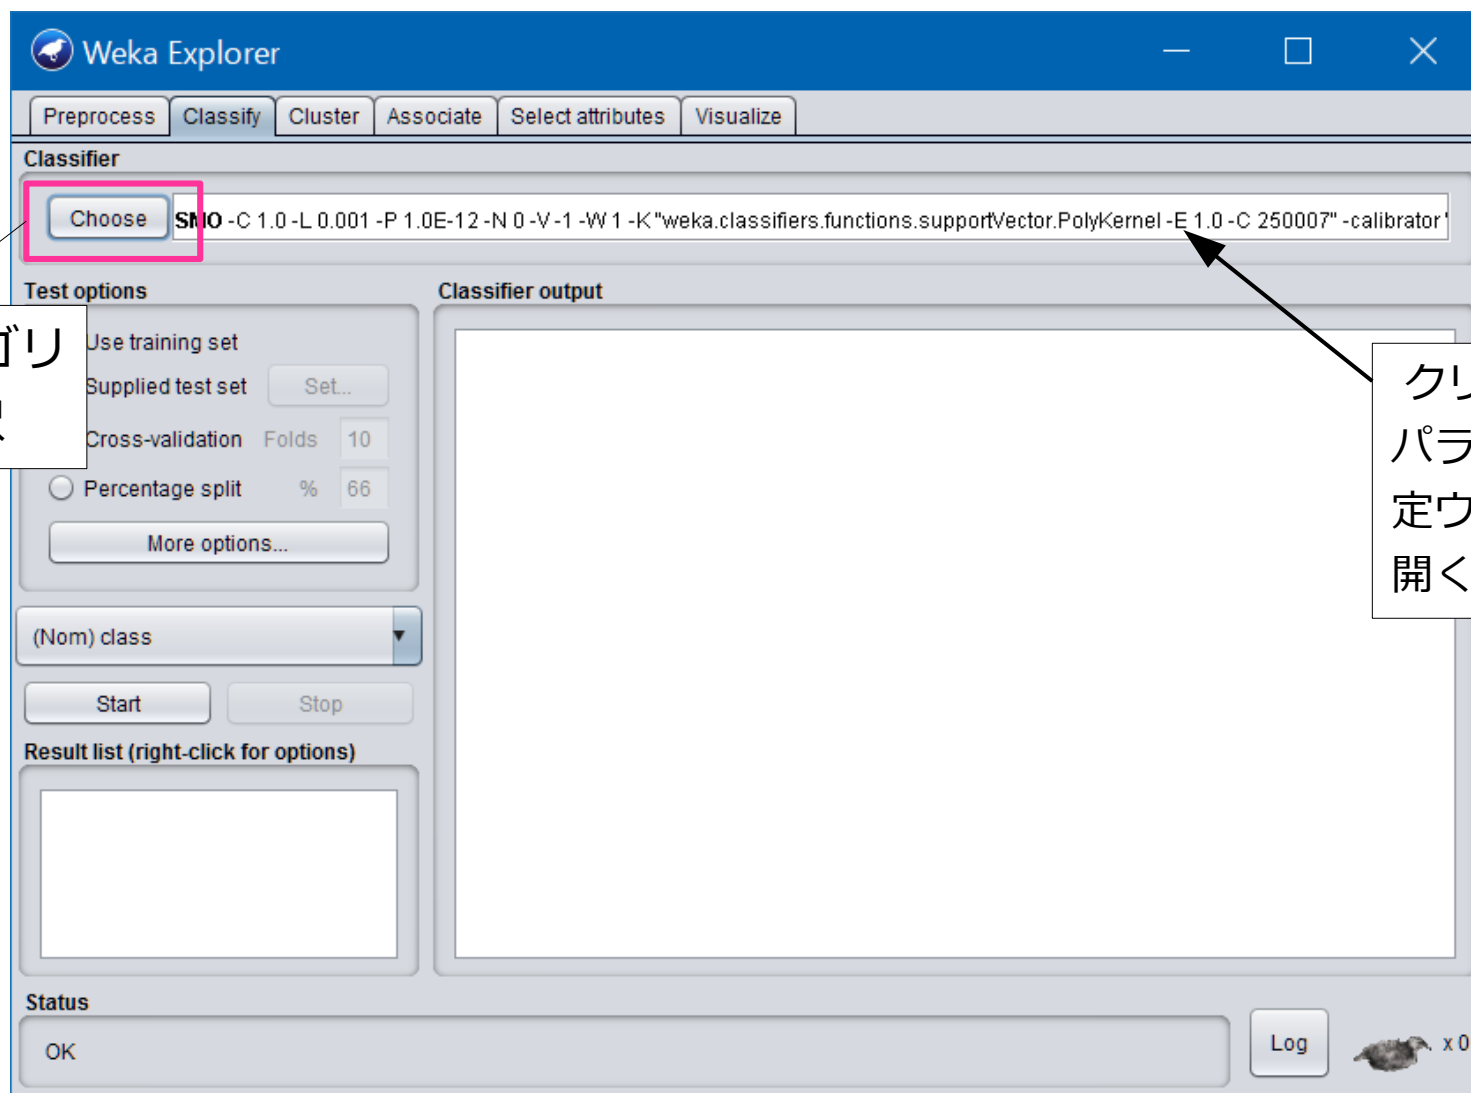 Weka Explorer
Preprocess Classify Cluster Associate Select attributes Visualize
Classifier
Choose SMO -C 1.0 -L 0.001 -P 1.0E-12 -N 0 -V -1 -W 1 -K "weka.classifiers.functions.supportVector.PolyKernel -E 1.0 -C 250007" -calibrator "
Test options
Use training set
Supplied test set Set...
Cross-validation Folds 10
Percentage split % 66
More options...
(Nom) class
Start Stop
Result list (right-click for options)
Classifier output
ゴリ
クリ
パラ
定ウ
開く
Status
OK
Log
x 0